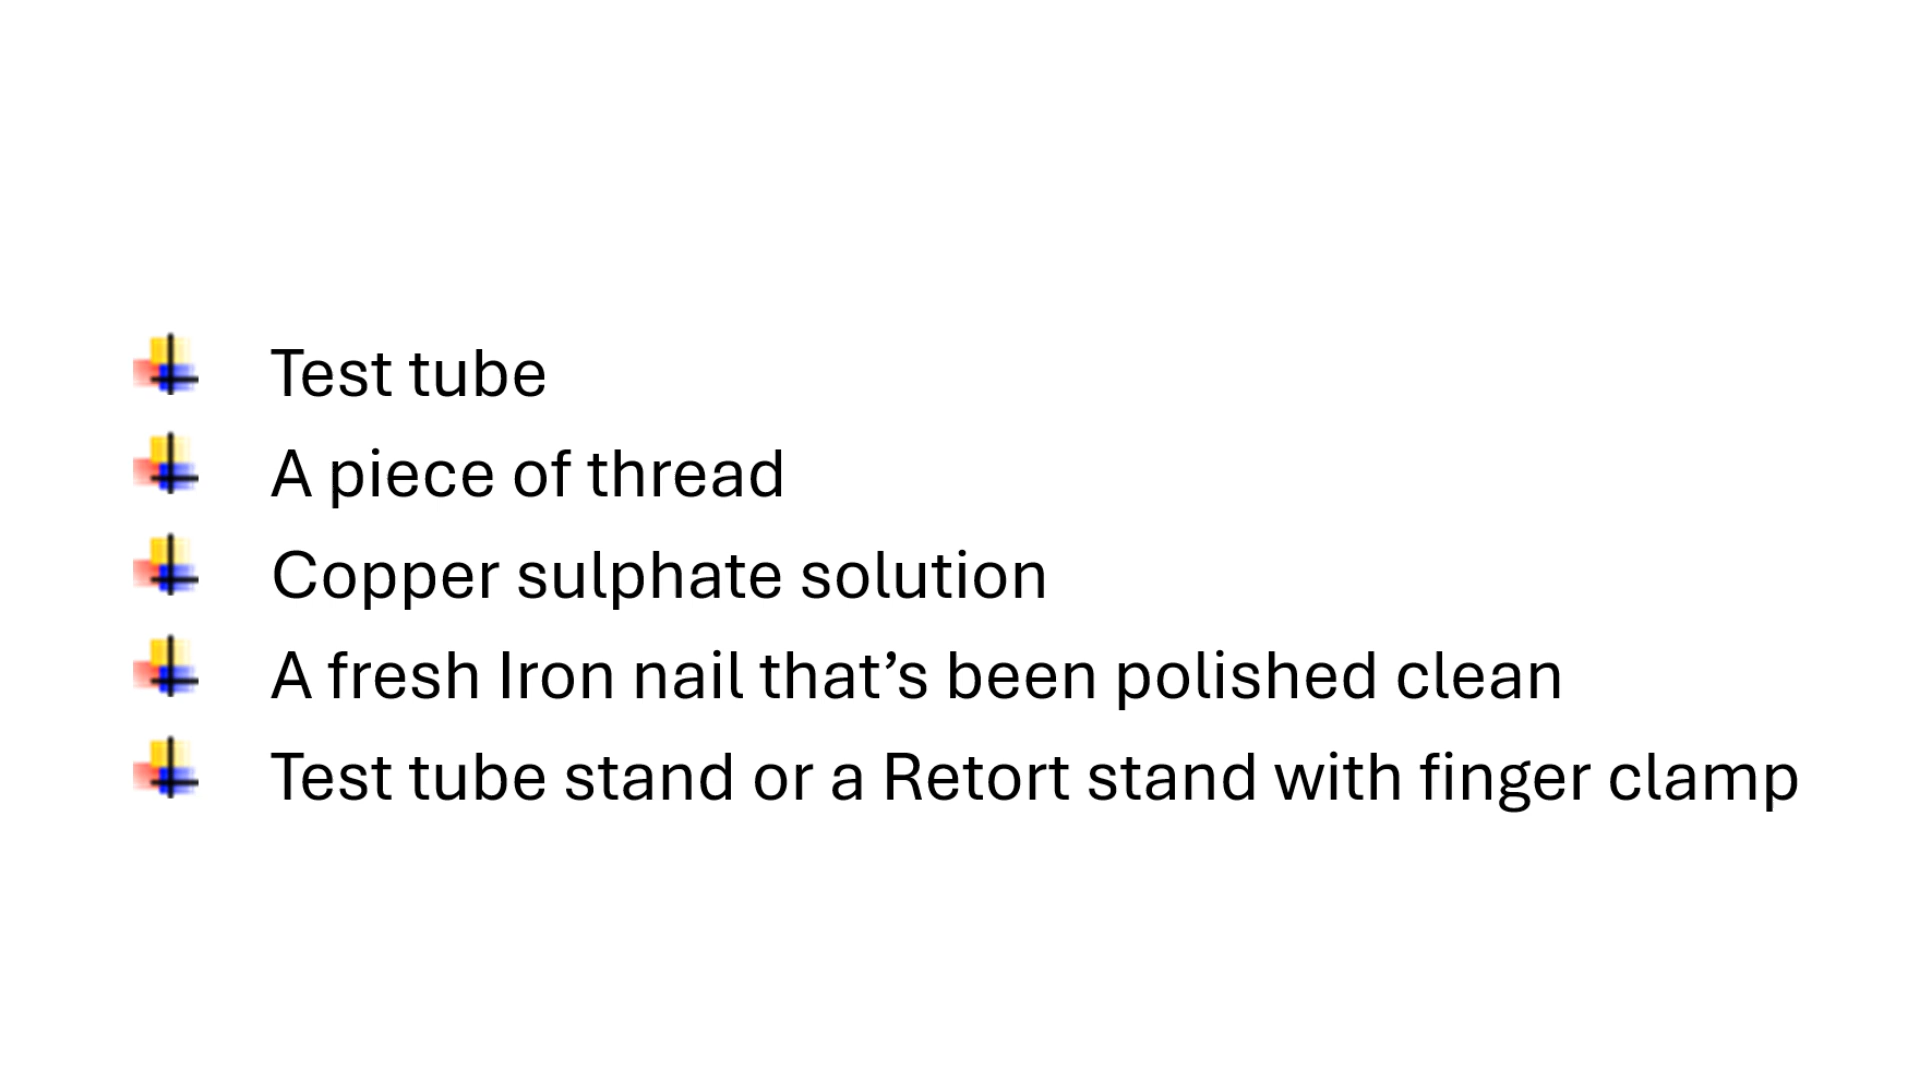 Test tube
A piece of thread
Copper sulphate solution
A fresh Iron nail that’s been polished clean
Test tube stand or a Retort stand with finger clamp